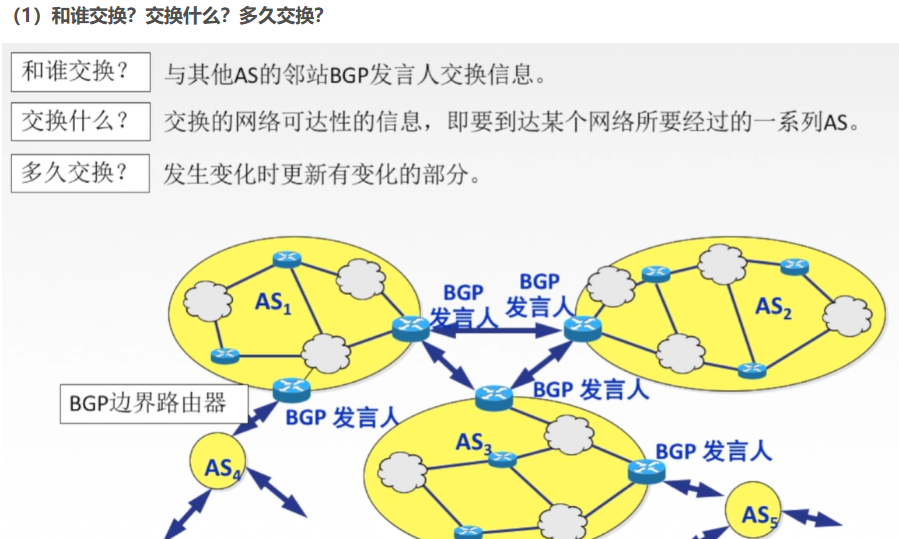 （1）和谁交换？交换什么？多久交换？
和谁交换？ 与其他AS的邻站BGP发言人交换信息。
交换什么？ 交换的网络可达性的信息，即要到达某个网络所要经过的一系列AS。
多久交换？ 发生变化时更新有变化的部分。
BGP
发言人
BGP
发言人
AS1
AS2
BGP边界路由器
BGP 发言人
BGP 发言人
AS3
BGP 发言人
AS4
AS5